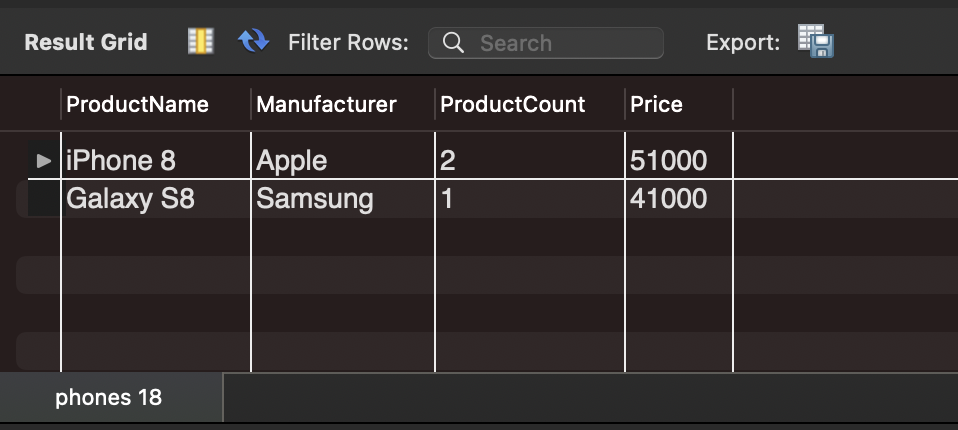 Result Grid Filter Rows: Search Export:
ProductName Manufacturer ProductCount Price
iPhone 8 Apple 2 51000
Galaxy S8 Samsung 1 41000
phones 18